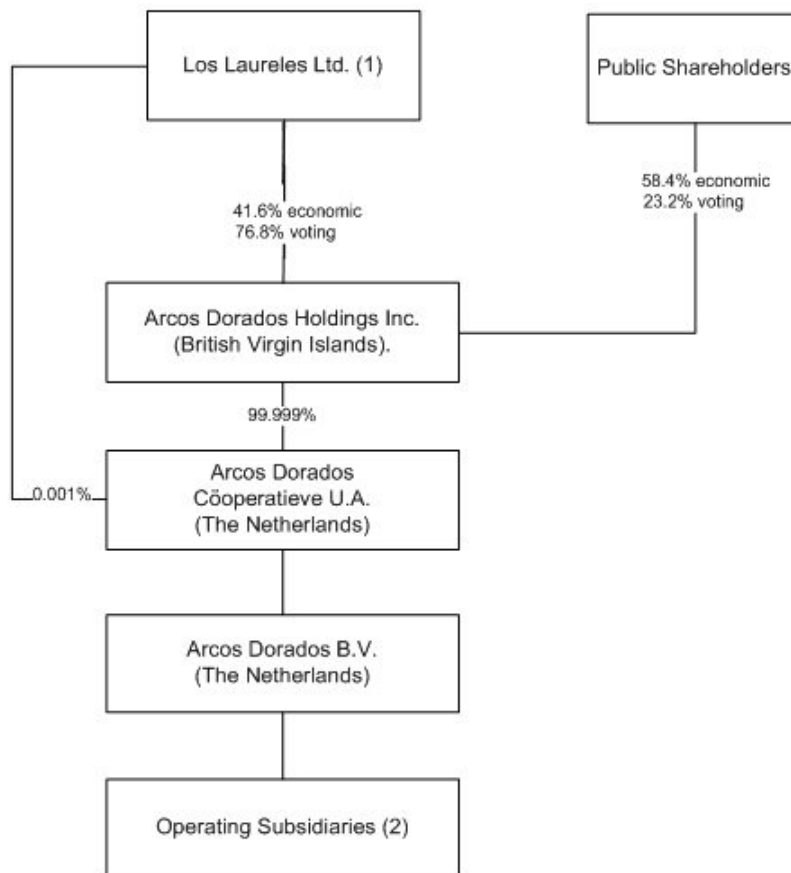 Los Laureles Ltd. (1)
Public Shareholders
41.6% economic
76.8% voting
58.4% economic
23.2% voting
Arcos Dorados Holdings Inc.
(British Virgin Islands).
99.999%
Arcos Dorados
Cöoperatieve U.A.
(The Netherlands)
0.001%
Arcos Dorados B.V.
(The Netherlands)
Operating Subsidiaries (2)